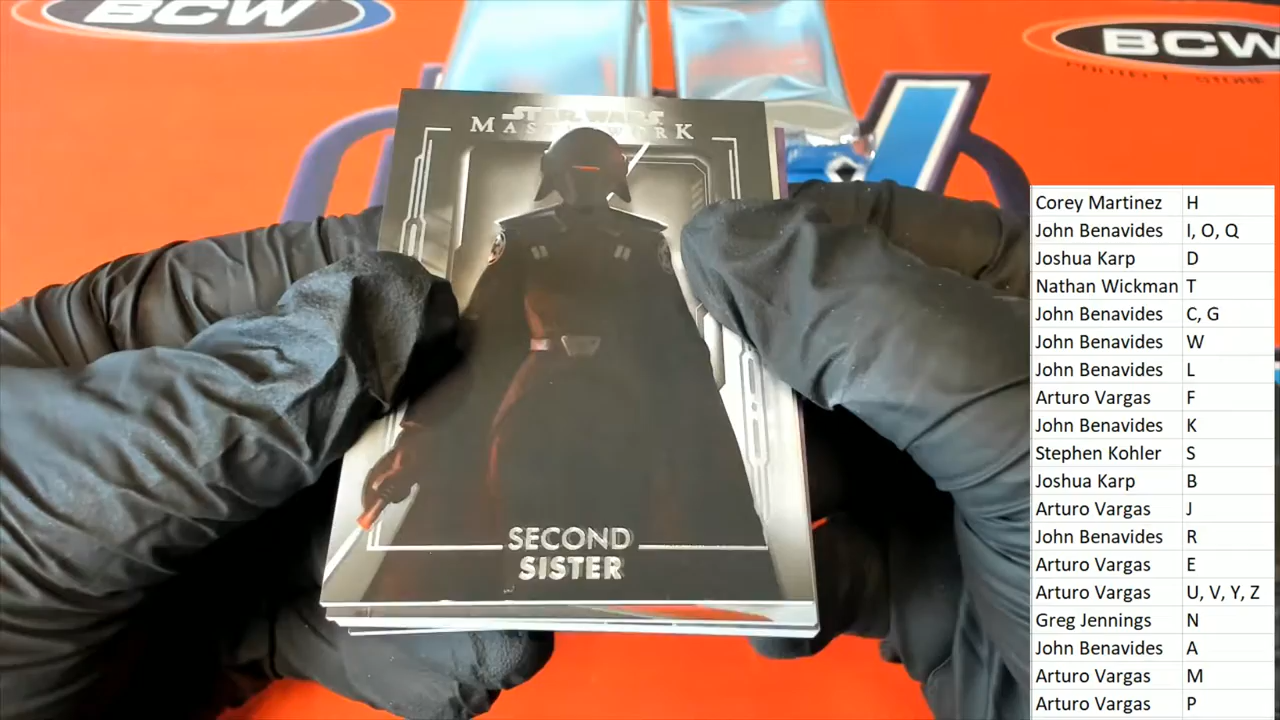 BCW
BCW
STAR WARS
MASTERWORK
SECOND
SISTER
Corey Martinez H
John Benavides I, O, Q
Joshua Karp D
Nathan Wickman T
John Benavides C, G
John Benavides W
John Benavides L
Arturo Vargas F
John Benavides K
Stephen Kohler S
Joshua Karp B
Arturo Vargas J
John Benavides R
Arturo Vargas E
Arturo Vargas U, V, Y, Z
Greg Jennings N
John Benavides A
Arturo Vargas M
Arturo Vargas P